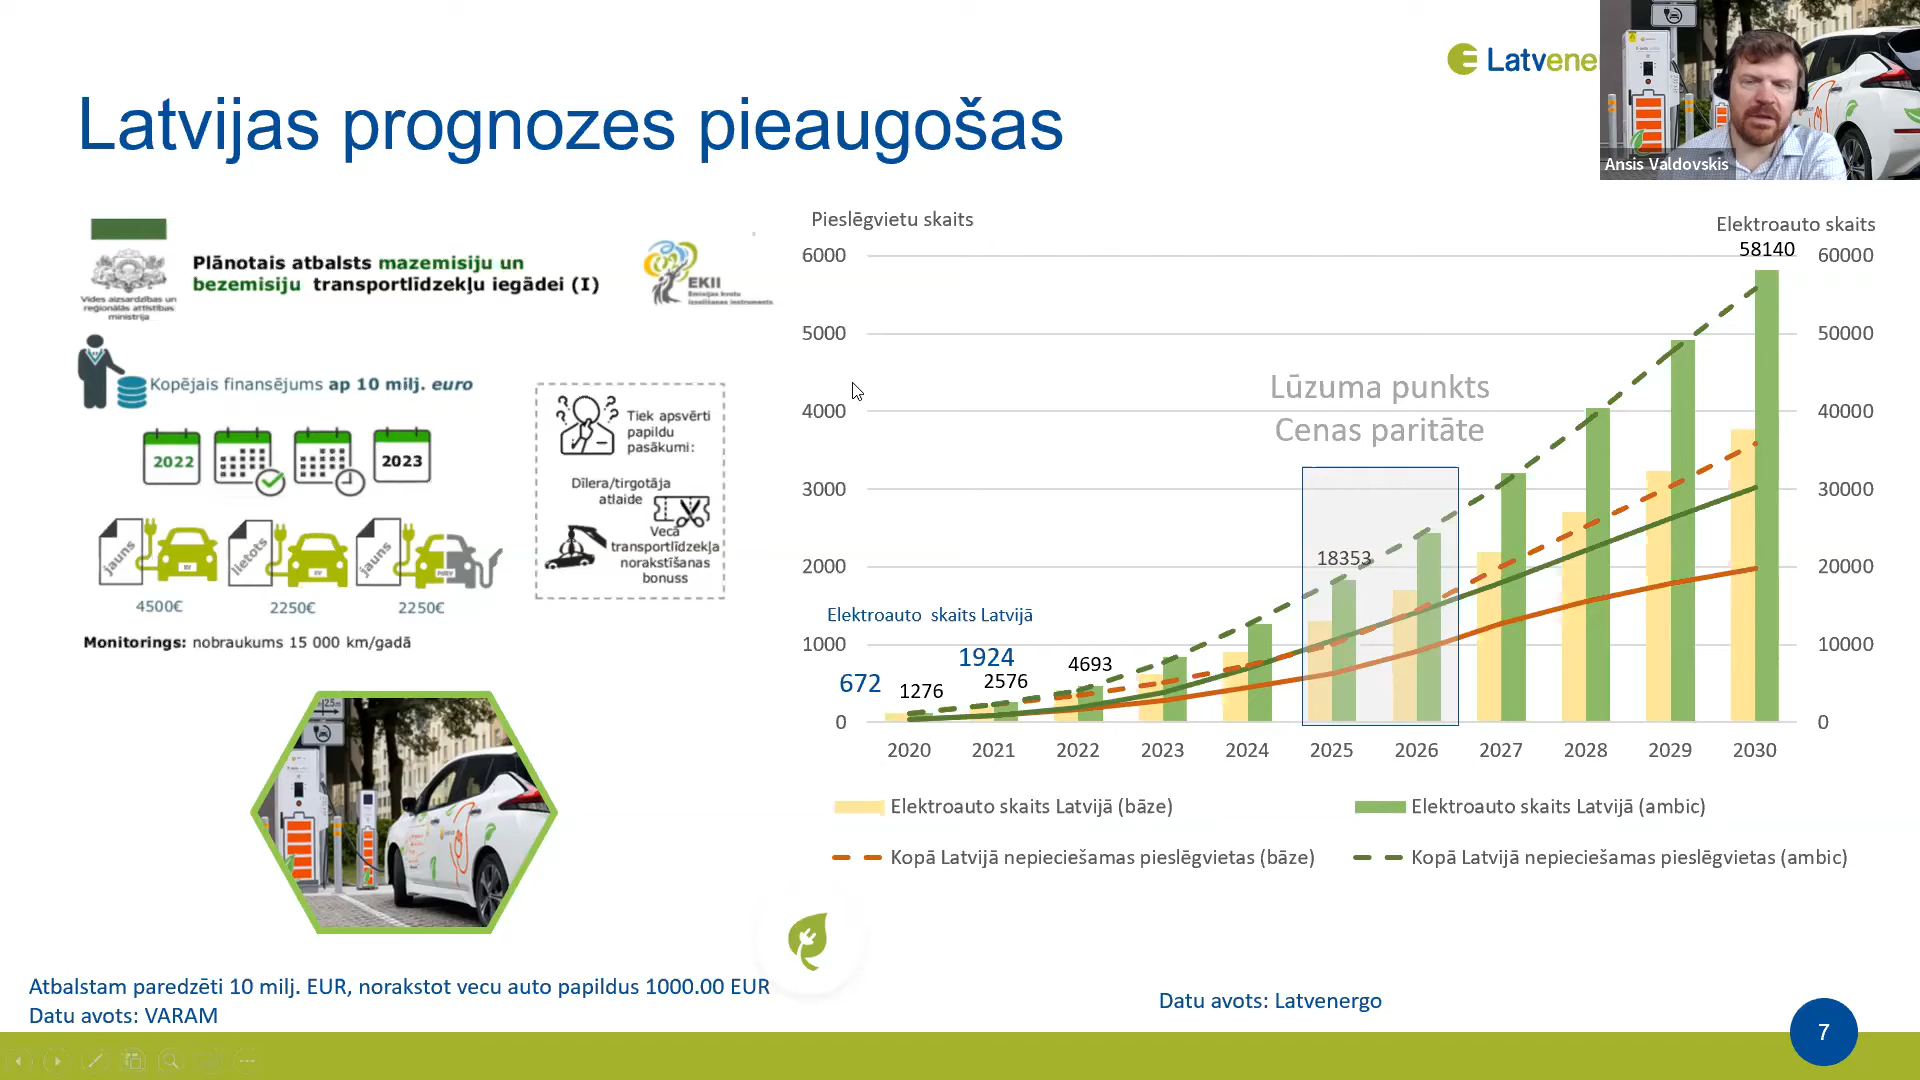 Latvene
Ansis Valdovskis
Latvijas prognozes pieaugošas
Vides aizsardzības un
reģionālās attīstības
ministrija
Plānotais atbalsts mazemisiju un
bezemisiju transportlīdzekļu iegādei (I)
EKII
Emisijas kvotu
izsolīšanas instruments
Kopējais finansējums ap 10 milj. euro
2022
2023
jauns
lietots
jauns
4500€
2250€
2250€
Monitorings: nobraukums 15 000 km/gadā
Tiek apsvērti
papildu
pasākumi:
Dīlera/tirgotāja
atlaide
Vecā
transportlīdzekļa
norakstīšanas
bonuss
Pieslēgvietu skaits
Elektroauto skaits
58140
6000
5000
4000
3000
2000
1000
0
60000
50000
40000
30000
20000
10000
0
Lūzuma punkts
Cenas paritāte
18353
Elektroauto skaits Latvijā
672
1276
1924
2576
4693
2020 2021 2022 2023 2024 2025 2026 2027 2028 2029 2030
Elektroauto skaits Latvijā (bāze)
Elektroauto skaits Latvijā (ambic)
Kopā Latvijā nepieciešamas pieslēgvietas (bāze)
Kopā Latvijā nepieciešamas pieslēgvietas (ambic)
Atbalstam paredzēti 10 milj. EUR, norakstot vecu auto papildus 1000.00 EUR
Datu avots: VARAM
Datu avots: Latvenergo
7